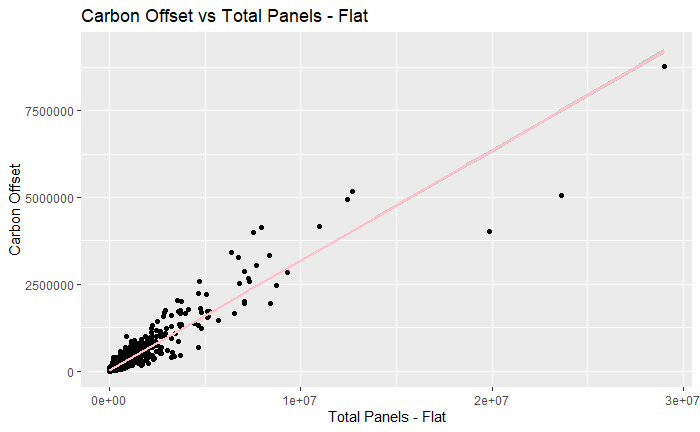 Carbon Offset vs Total Panels - Flat
Carbon Offset
7500000
5000000
2500000
0
0e+00
1e+07
2e+07
3e+07
Total Panels - Flat